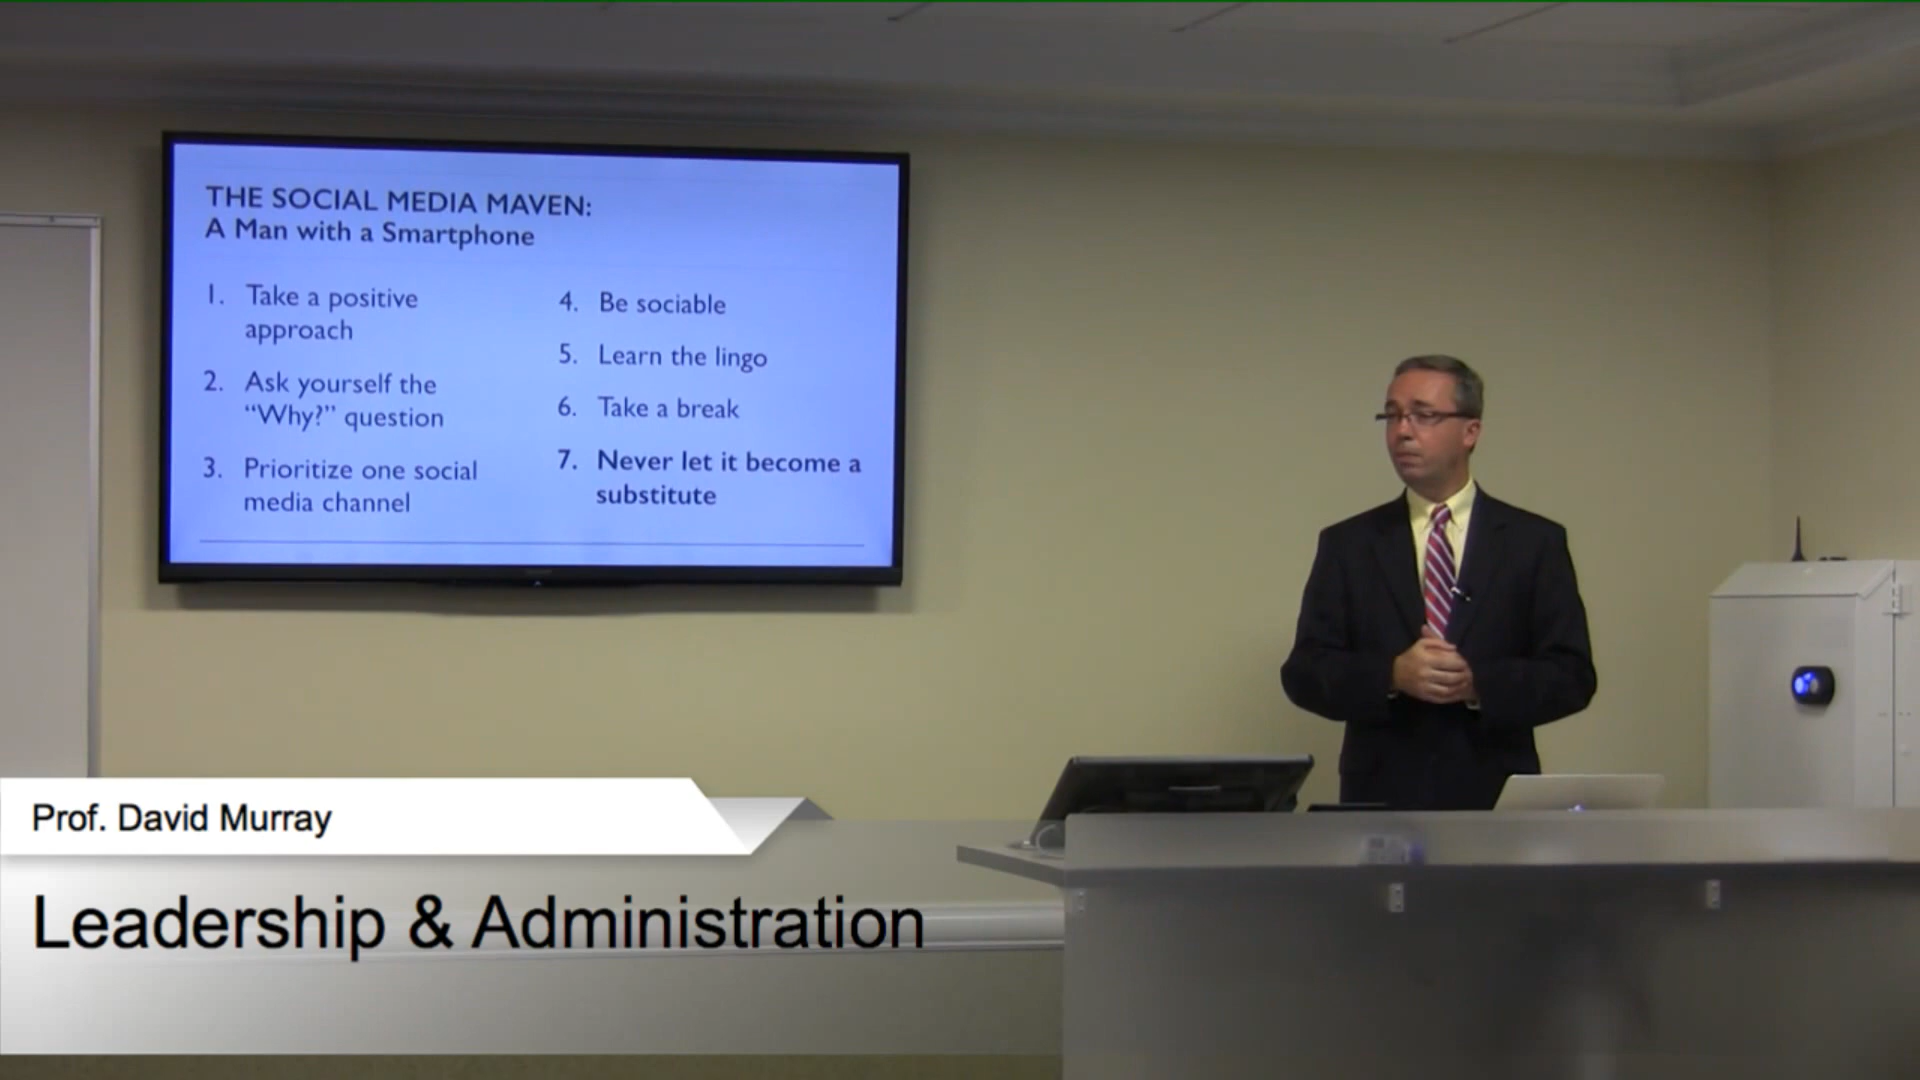 THE SOCIAL MEDIA MAVEN:
A Man with a Smartphone
1. Take a positive
approach
2. Ask yourself the
“Why?” question
3. Prioritize one social
media channel
4. Be sociable
5. Learn the lingo
6. Take a break
7. Never let it become a
substitute
Prof. David Murray
Leadership & Administration